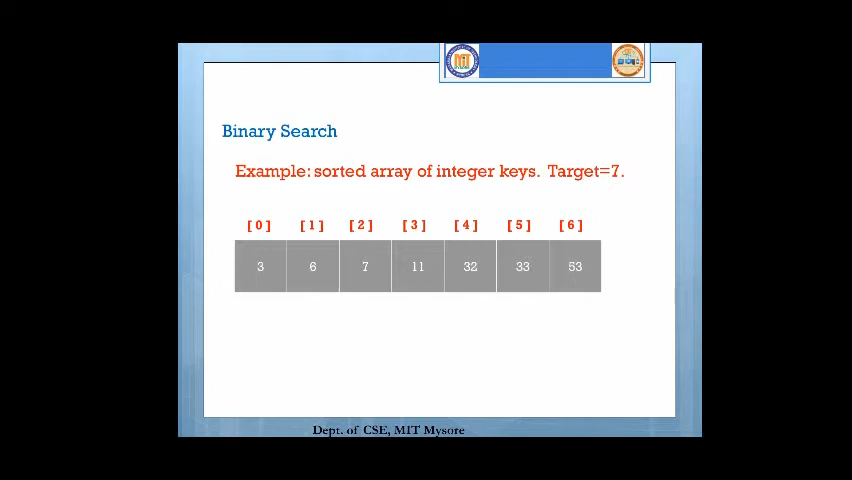 MIT
Binary Search
Example: sorted array of integer keys. Target=7.
[ 0 ] [ 1 ] [ 2 ] [ 3 ] [ 4 ] [ 5 ] [ 6 ]
3 6 7 11 32 33 53
Dept. of CSE, MIT Mysore